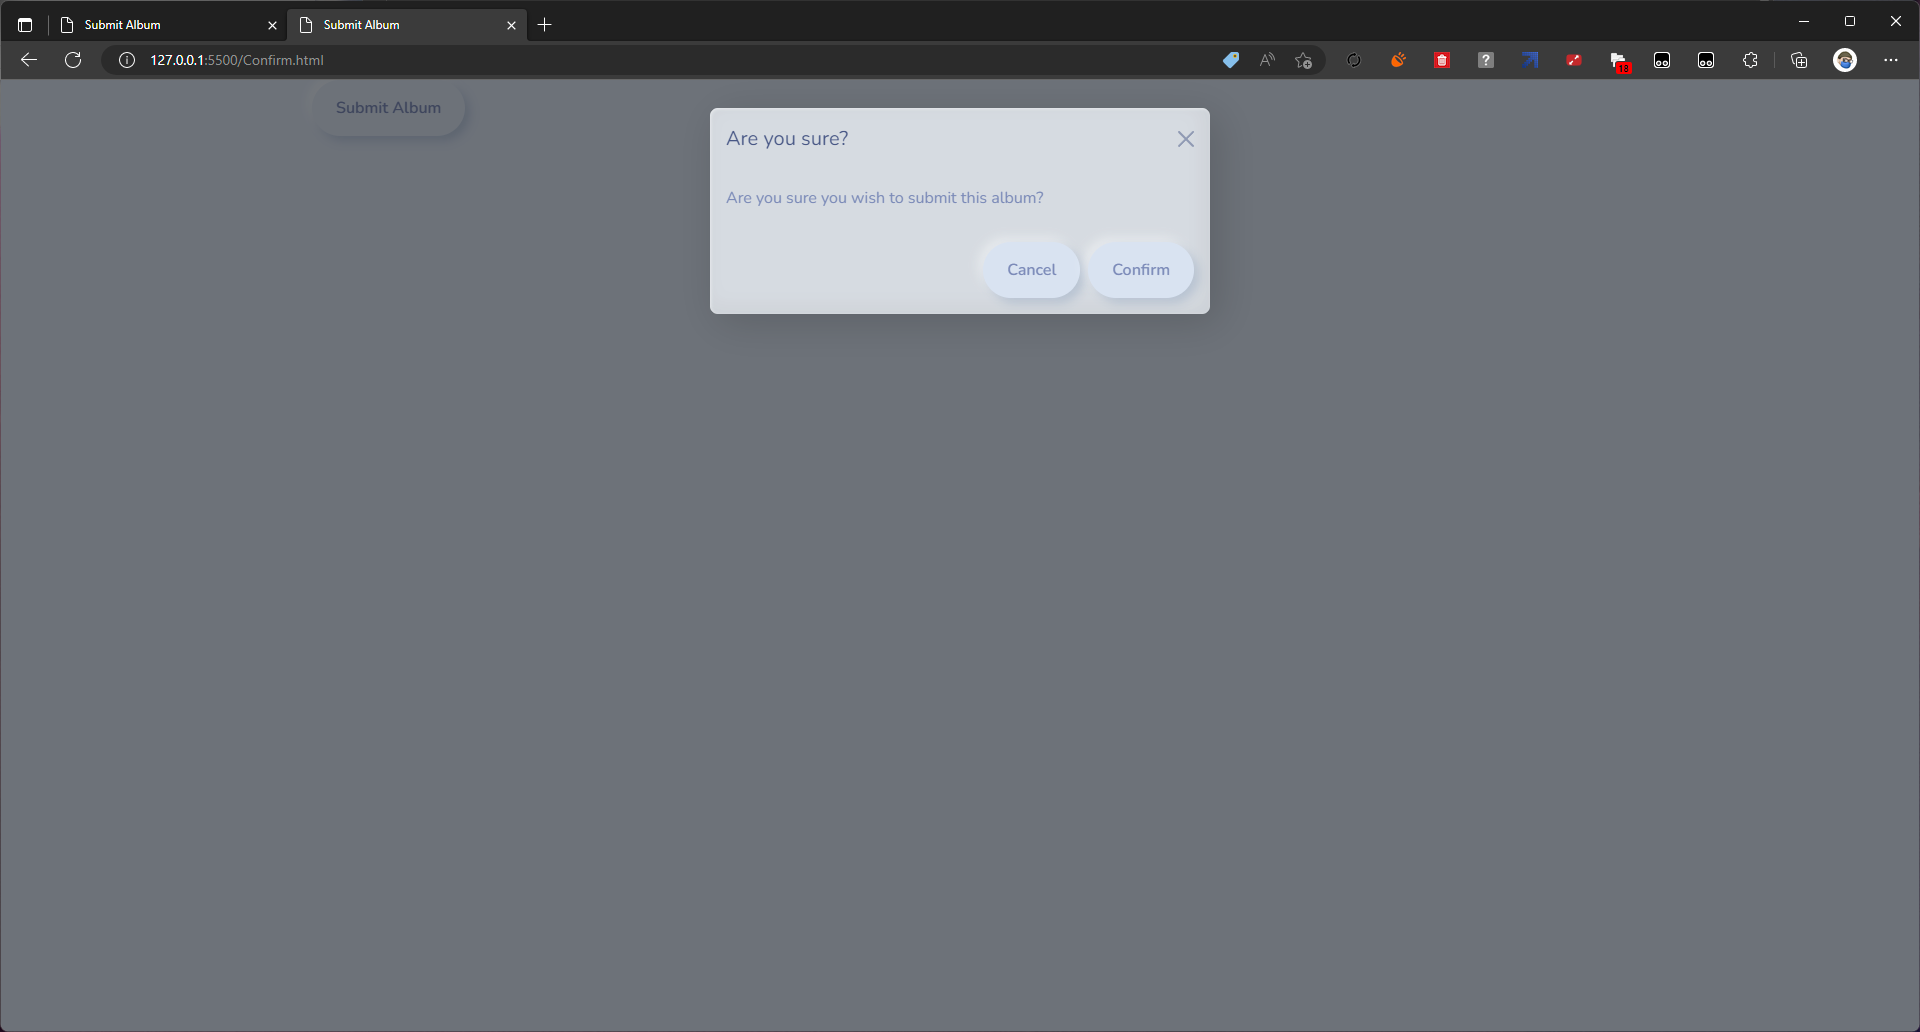 Submit Album
Submit Album
127.0.0.1:5500/Confirm.html
13
Submit Album
Are you sure?
Are you sure you wish to submit this album?
Cancel
Confirm